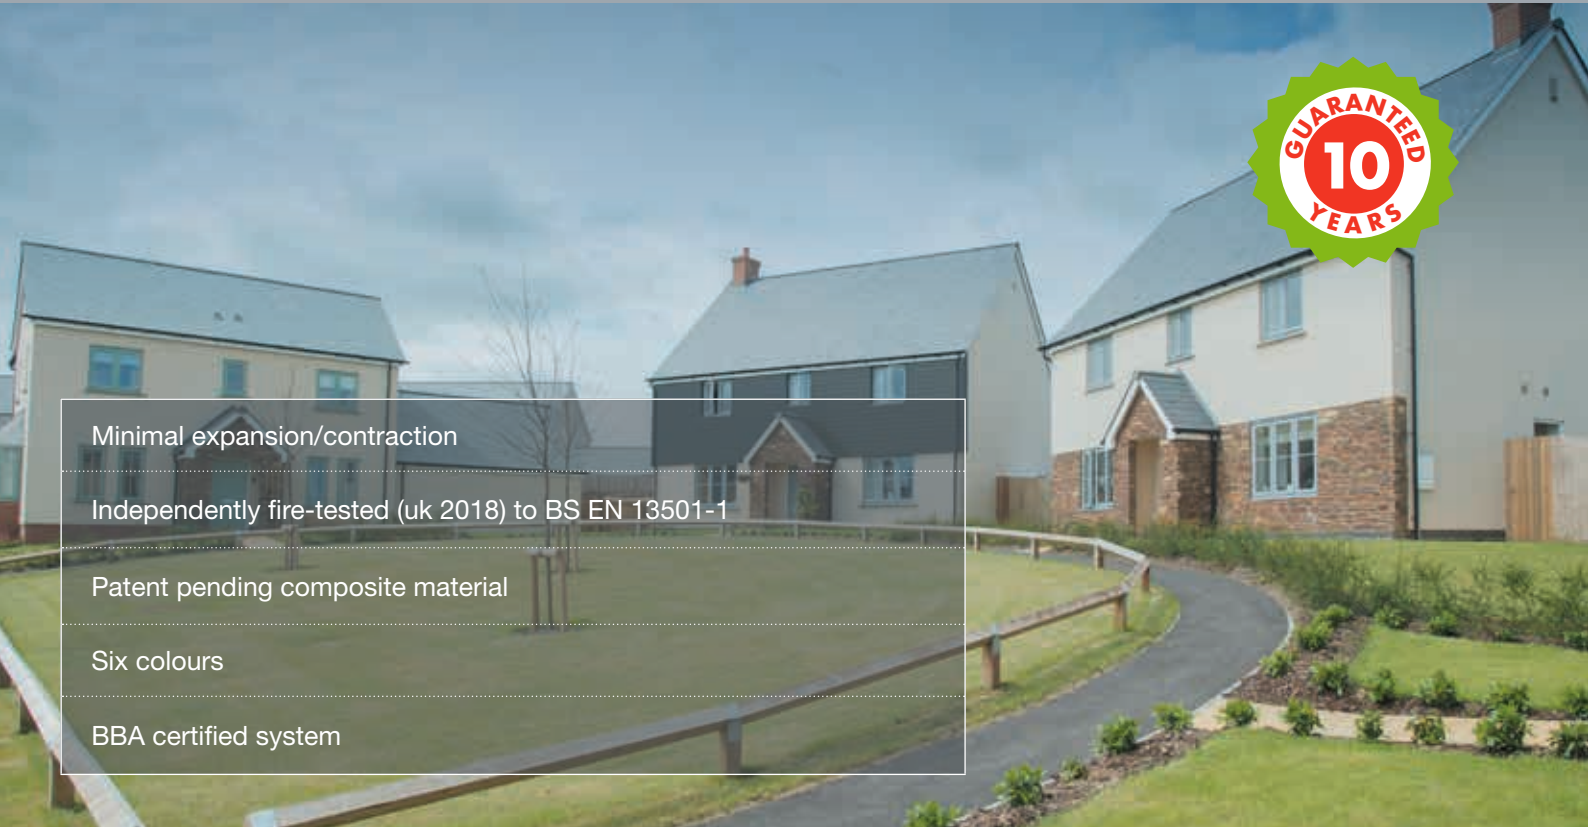 GUARANTEED
10
YEARS
Minimal expansion/contraction
Independently fire-tested (uk 2018) to BS EN 13501-1
Patent pending composite material
Six colours
BBA certified system